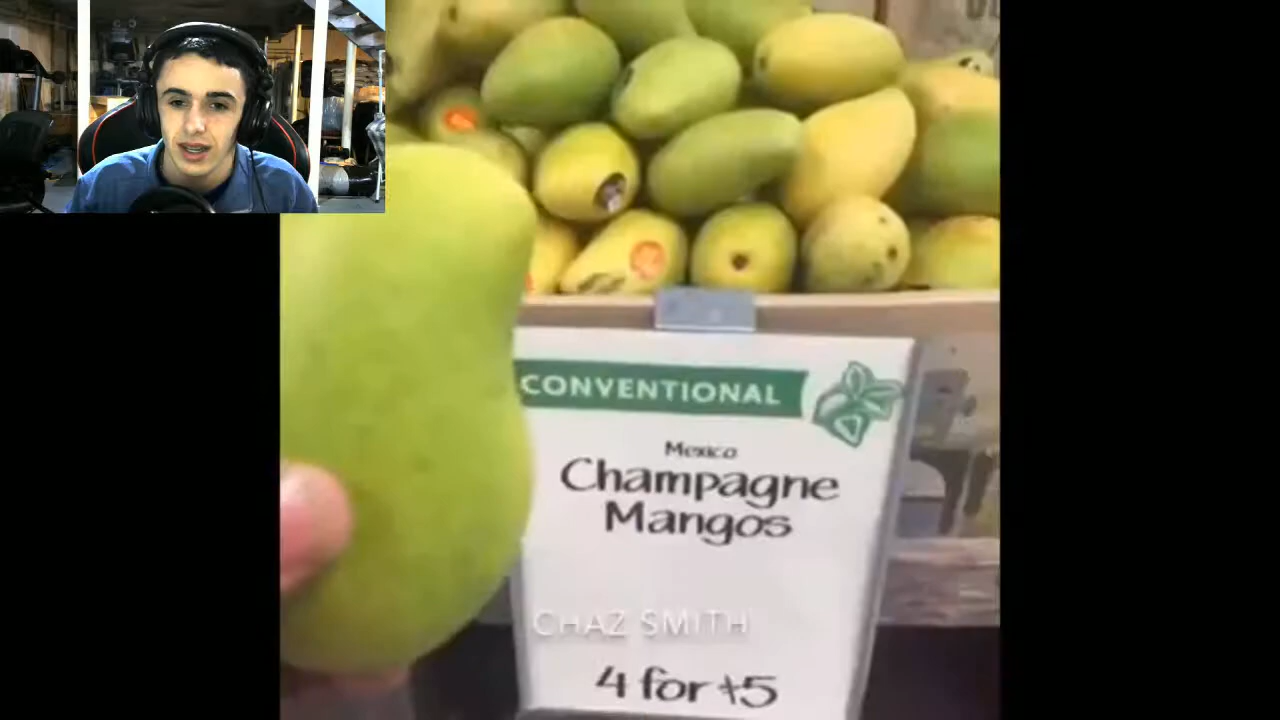 CONVENTIONAL
Mexico
Champagne
Mangos
CHAZ SMITH
4 for $5